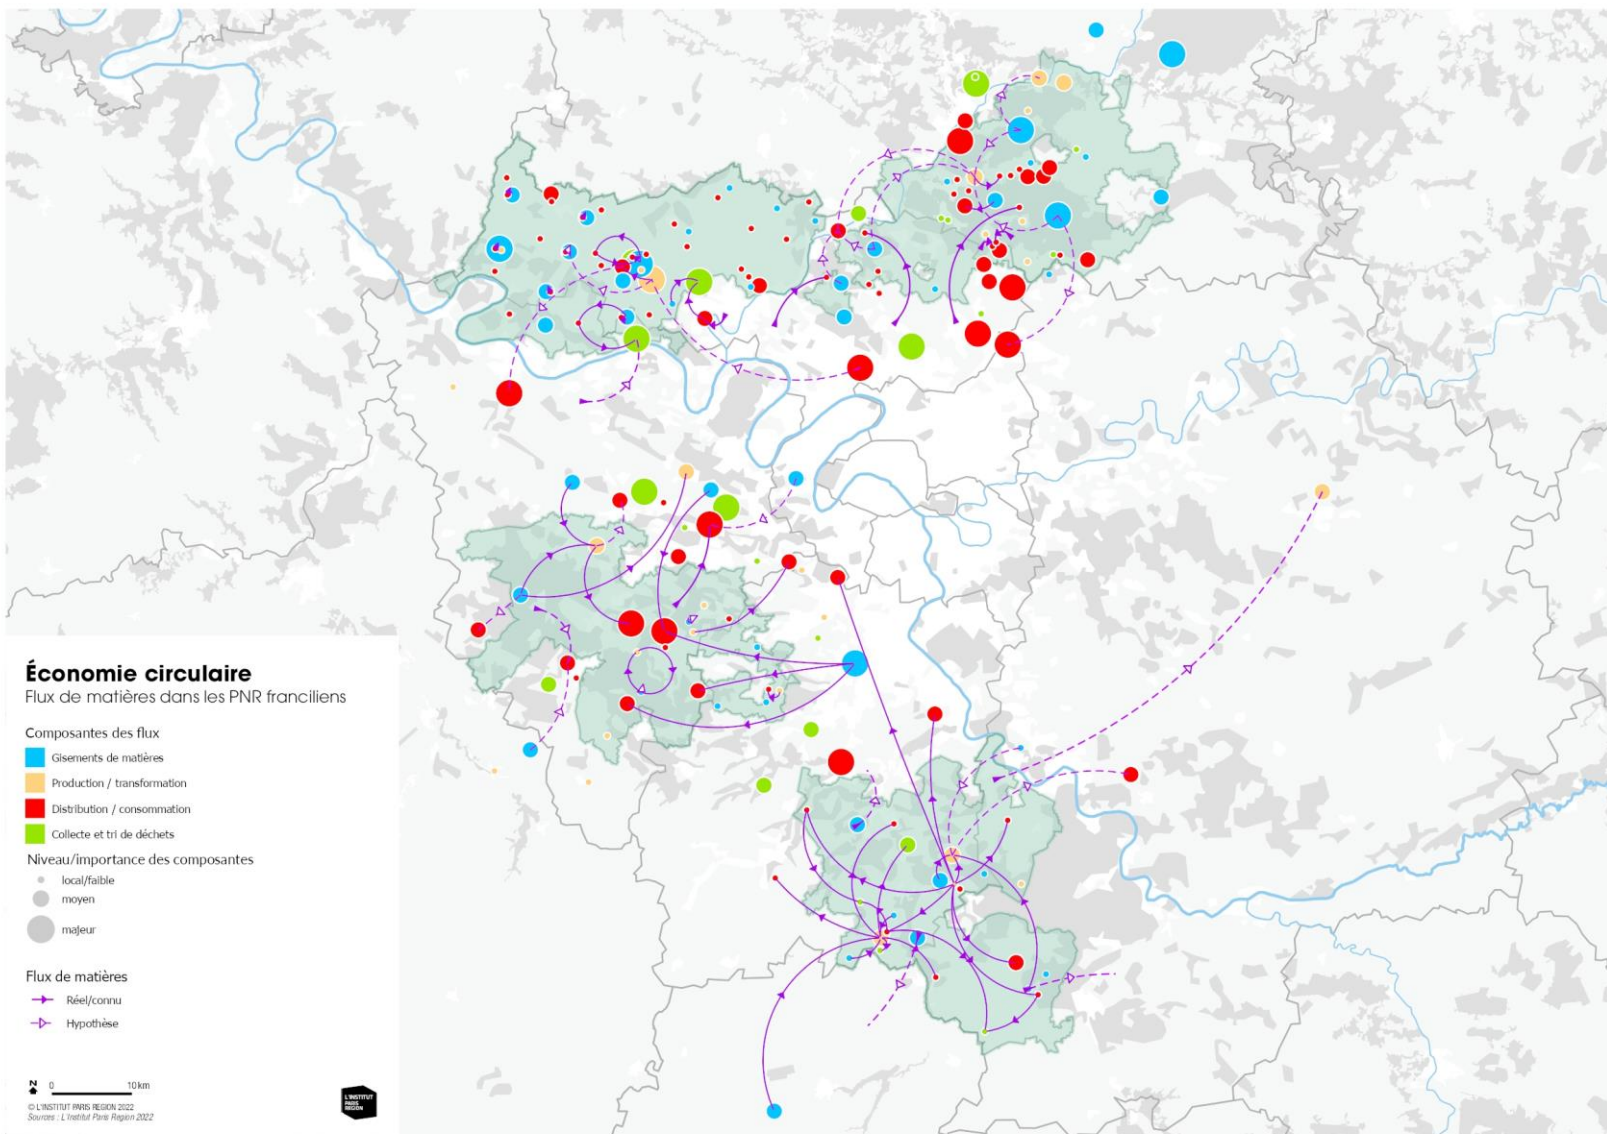 Économie circulaire
Flux de matières dans les PNR franciliens
Composantes des flux
Gisements de matières
Production / transformation
Distribution / consommation
Collecte et tri de déchets
Niveau/importance des composantes
local/faible
moyen
majeur
Flux de matières
Réel/connu
Hypothèse
N 0 10 km
© L'INSTITUT PARIS REGION 2022
Sources : L'Institut Paris Region 2022
L'INSTITUT
PARIS
REGION